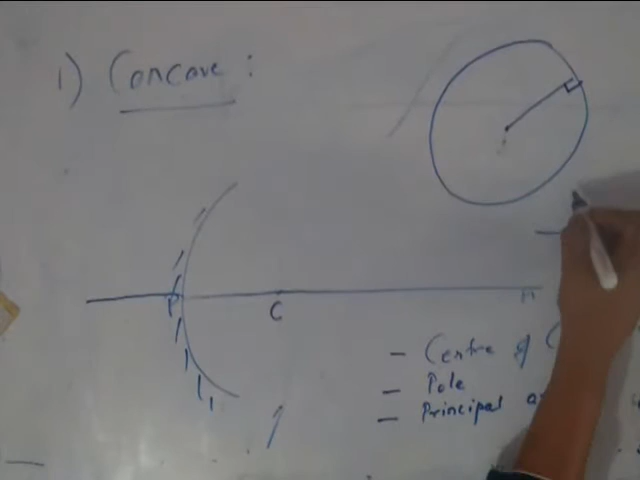 1) Concave :
P
C
- Centre of C
- Pole
- Principal a